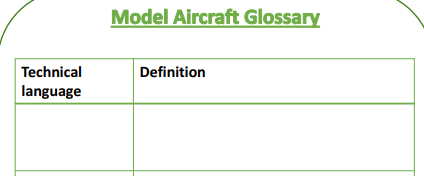 Model Aircraft Glossary
Technical Definition
language